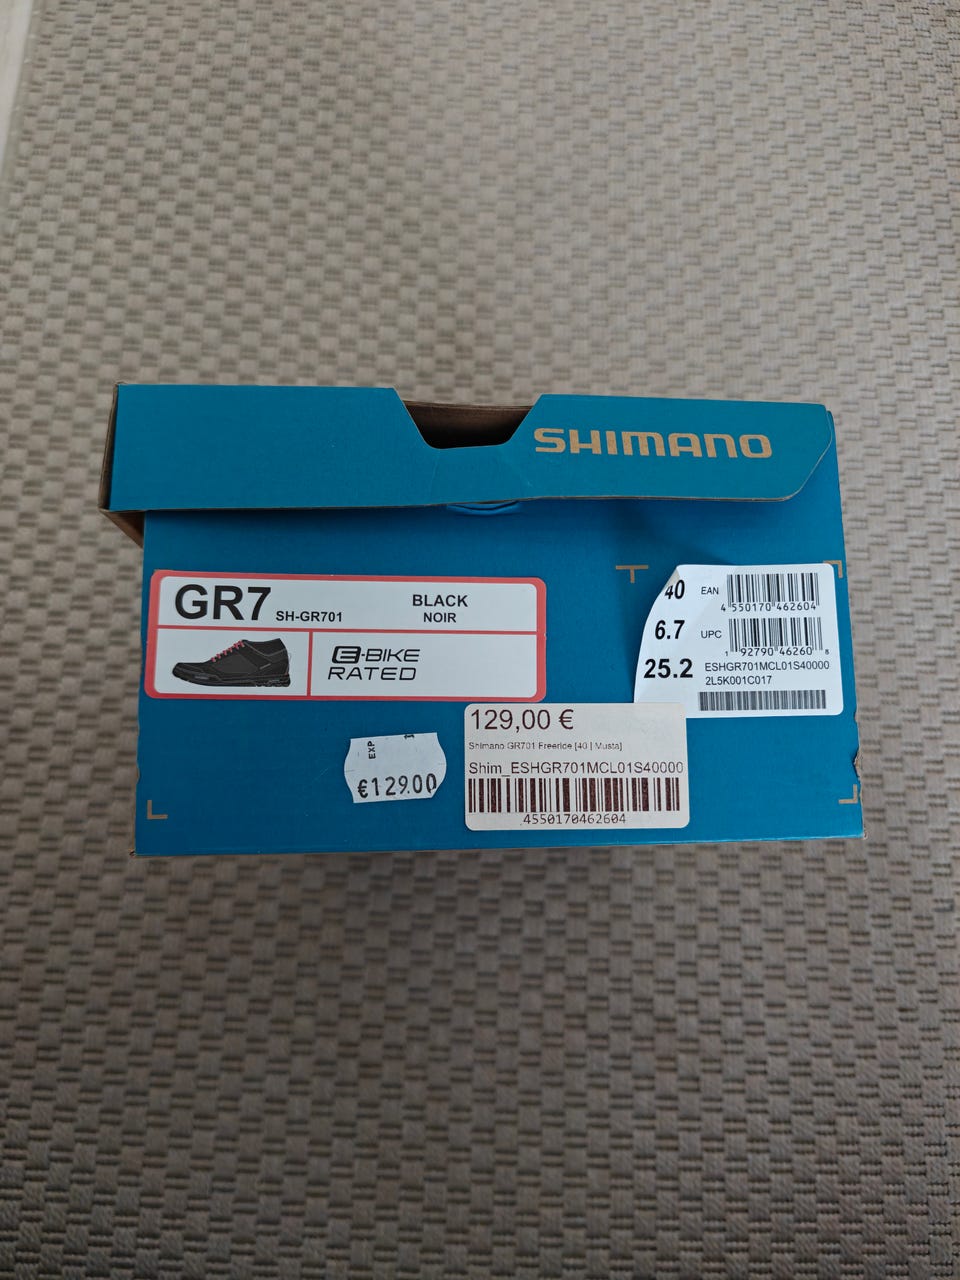 SHIMANO
GR7 SH-GR701
BLACK
NOIR
E-BIKE
RATED
40
6.7
25.2
EAN
4 550170 462604
UPC
1 92790 46260 8
ESHGR701MCL01S40000
2L5K001C017
EXP
€129.00
129,00 €
Shimano GR701 Freeride [40 | Musta]
Shim_ESHGR701MCL01S40000
4550170462604